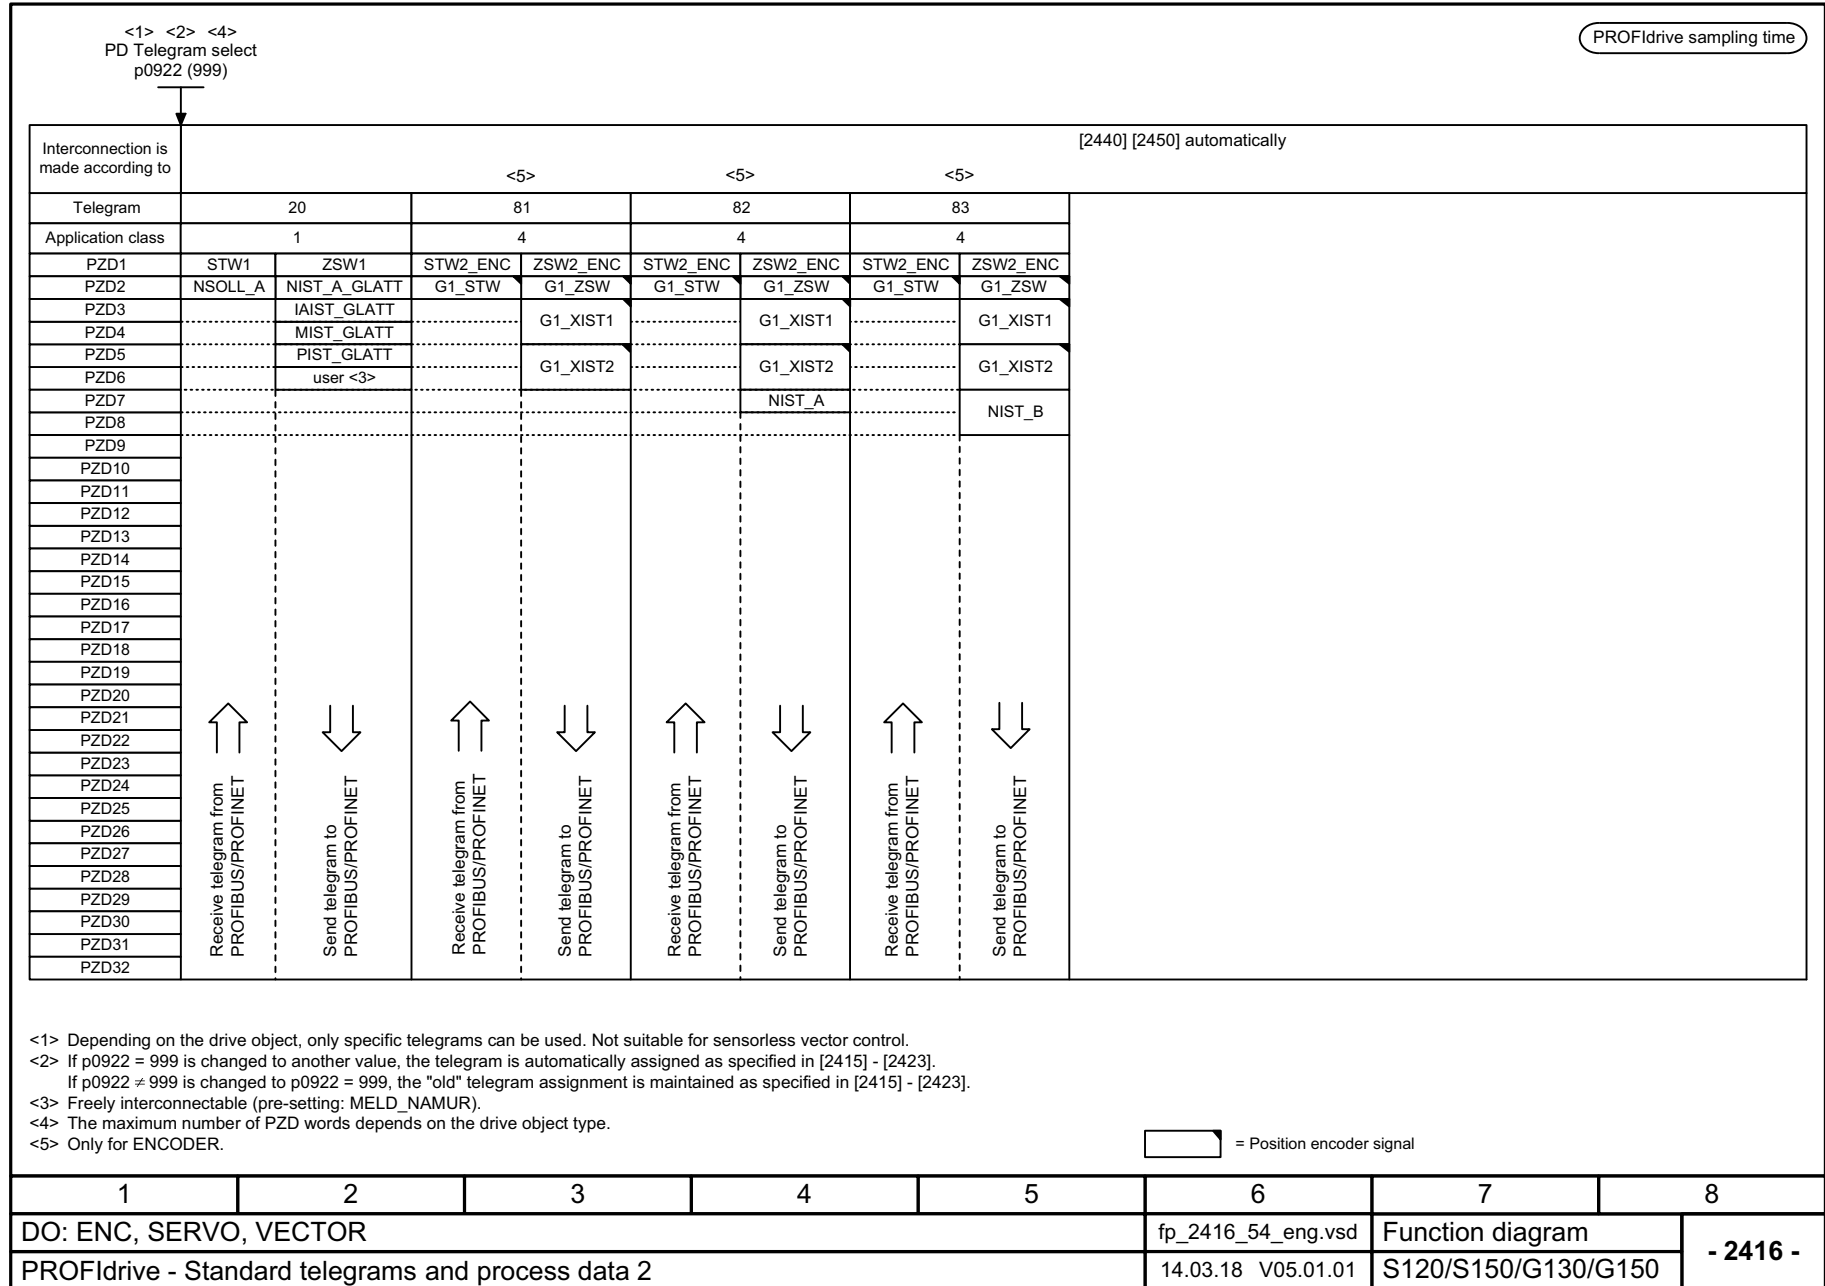 <1> <2> <4>
PD Telegram select
p0922 (999)
PROFIdrive sampling time
Interconnection is
made according to
[2440] [2450] automatically
<5> <5> <5>
Telegram 20 81 82 83
Application class 1 4 4 4
PZD1 STW1 ZSW1 STW2_ENC ZSW2_ENC STW2_ENC ZSW2_ENC STW2_ENC ZSW2_ENC
PZD2 NSOLL_A NIST_A_GLATT G1_STW G1_ZSW G1_STW G1_ZSW G1_STW G1_ZSW
PZD3 IAIST_GLATT G1_XIST1 G1_XIST1 G1_XIST1
PZD4 MIST_GLATT
PZD5 PIST_GLATT G1_XIST2 G1_XIST2 G1_XIST2
PZD6 user <3>
PZD7 NIST_A NIST_B
PZD8
PZD9
PZD10
PZD11
PZD12
PZD13
PZD14
PZD15
PZD16
PZD17
PZD18
PZD19
PZD20
PZD21
PZD22
PZD23
PZD24
PZD25
PZD26
PZD27
PZD28
PZD29
PZD30
PZD31
PZD32
Receive telegram from
PROFIBUS/PROFINET
Send telegram to
PROFIBUS/PROFINET
Receive telegram from
PROFIBUS/PROFINET
Send telegram to
PROFIBUS/PROFINET
Receive telegram from
PROFIBUS/PROFINET
Send telegram to
PROFIBUS/PROFINET
Receive telegram from
PROFIBUS/PROFINET
Send telegram to
PROFIBUS/PROFINET
<1> Depending on the drive object, only specific telegrams can be used. Not suitable for sensorless vector control.
<2> If p0922 = 999 is changed to another value, the telegram is automatically assigned as specified in [2415] - [2423].
If p0922 ≠ 999 is changed to p0922 = 999, the "old" telegram assignment is maintained as specified in [2415] - [2423].
<3> Freely interconnectable (pre-setting: MELD_NAMUR).
<4> The maximum number of PZD words depends on the drive object type.
<5> Only for ENCODER.
= Position encoder signal
1 2 3 4 5 6 7 8
DO: ENC, SERVO, VECTOR fp_2416_54_eng.vsd Function diagram
- 2416 -
PROFIdrive - Standard telegrams and process data 2 14.03.18 V05.01.01 S120/S150/G130/G150